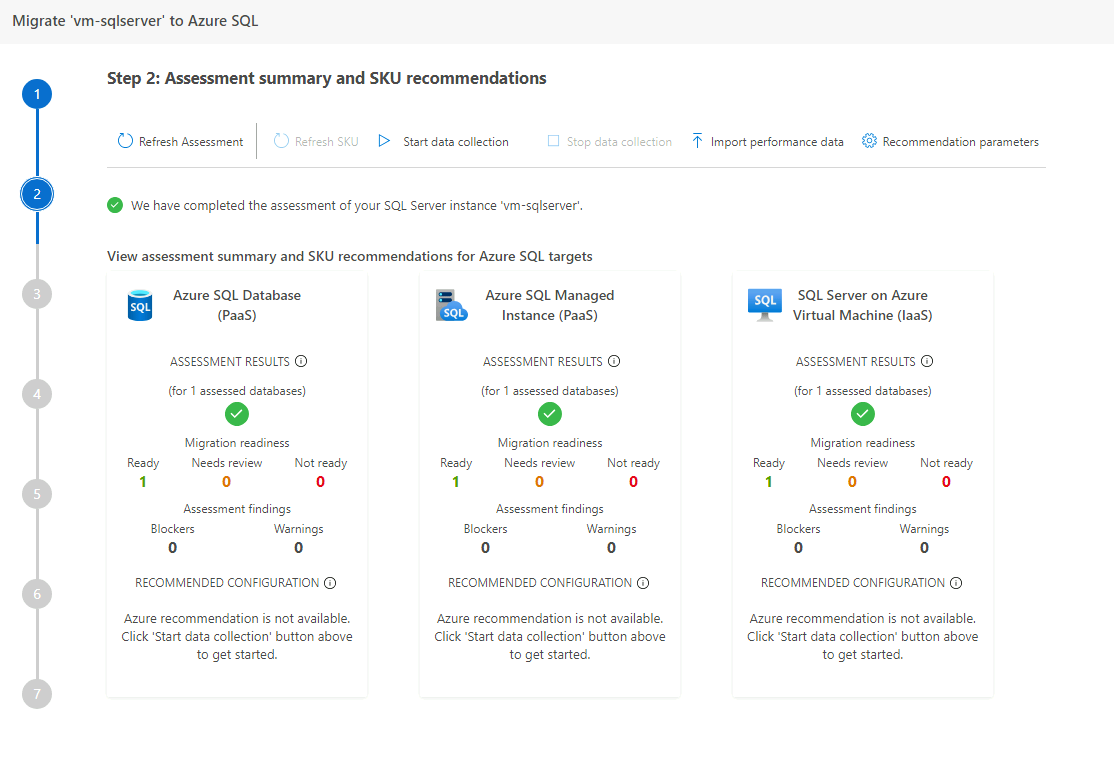 Migrate 'vm-sqlserver' to Azure SQL
1
2
3
4
5
6
7
Step 2: Assessment summary and SKU recommendations
Refresh Assessment
Refresh SKU
Start data collection
Stop data collection
Import performance data
Recommendation parameters
We have completed the assessment of your SQL Server instance 'vm-sqlserver'.
View assessment summary and SKU recommendations for Azure SQL targets
SQL
Azure SQL Database
(PaaS)
ASSESSMENT RESULTS
(for 1 assessed databases)
Migration readiness
Ready Needs review Not ready
1 0 0
Assessment findings
Blockers Warnings
0 0
RECOMMENDED CONFIGURATION
Azure recommendation is not available.
Click 'Start data collection' button above
to get started.
SQL
Azure SQL Managed
Instance (PaaS)
ASSESSMENT RESULTS
(for 1 assessed databases)
Migration readiness
Ready Needs review Not ready
1 0 0
Assessment findings
Blockers Warnings
0 0
RECOMMENDED CONFIGURATION
Azure recommendation is not available.
Click 'Start data collection' button above
to get started.
SQL
SQL Server on Azure
Virtual Machine (IaaS)
ASSESSMENT RESULTS
(for 1 assessed databases)
Migration readiness
Ready Needs review Not ready
1 0 0
Assessment findings
Blockers Warnings
0 0
RECOMMENDED CONFIGURATION
Azure recommendation is not available.
Click 'Start data collection' button above
to get started.